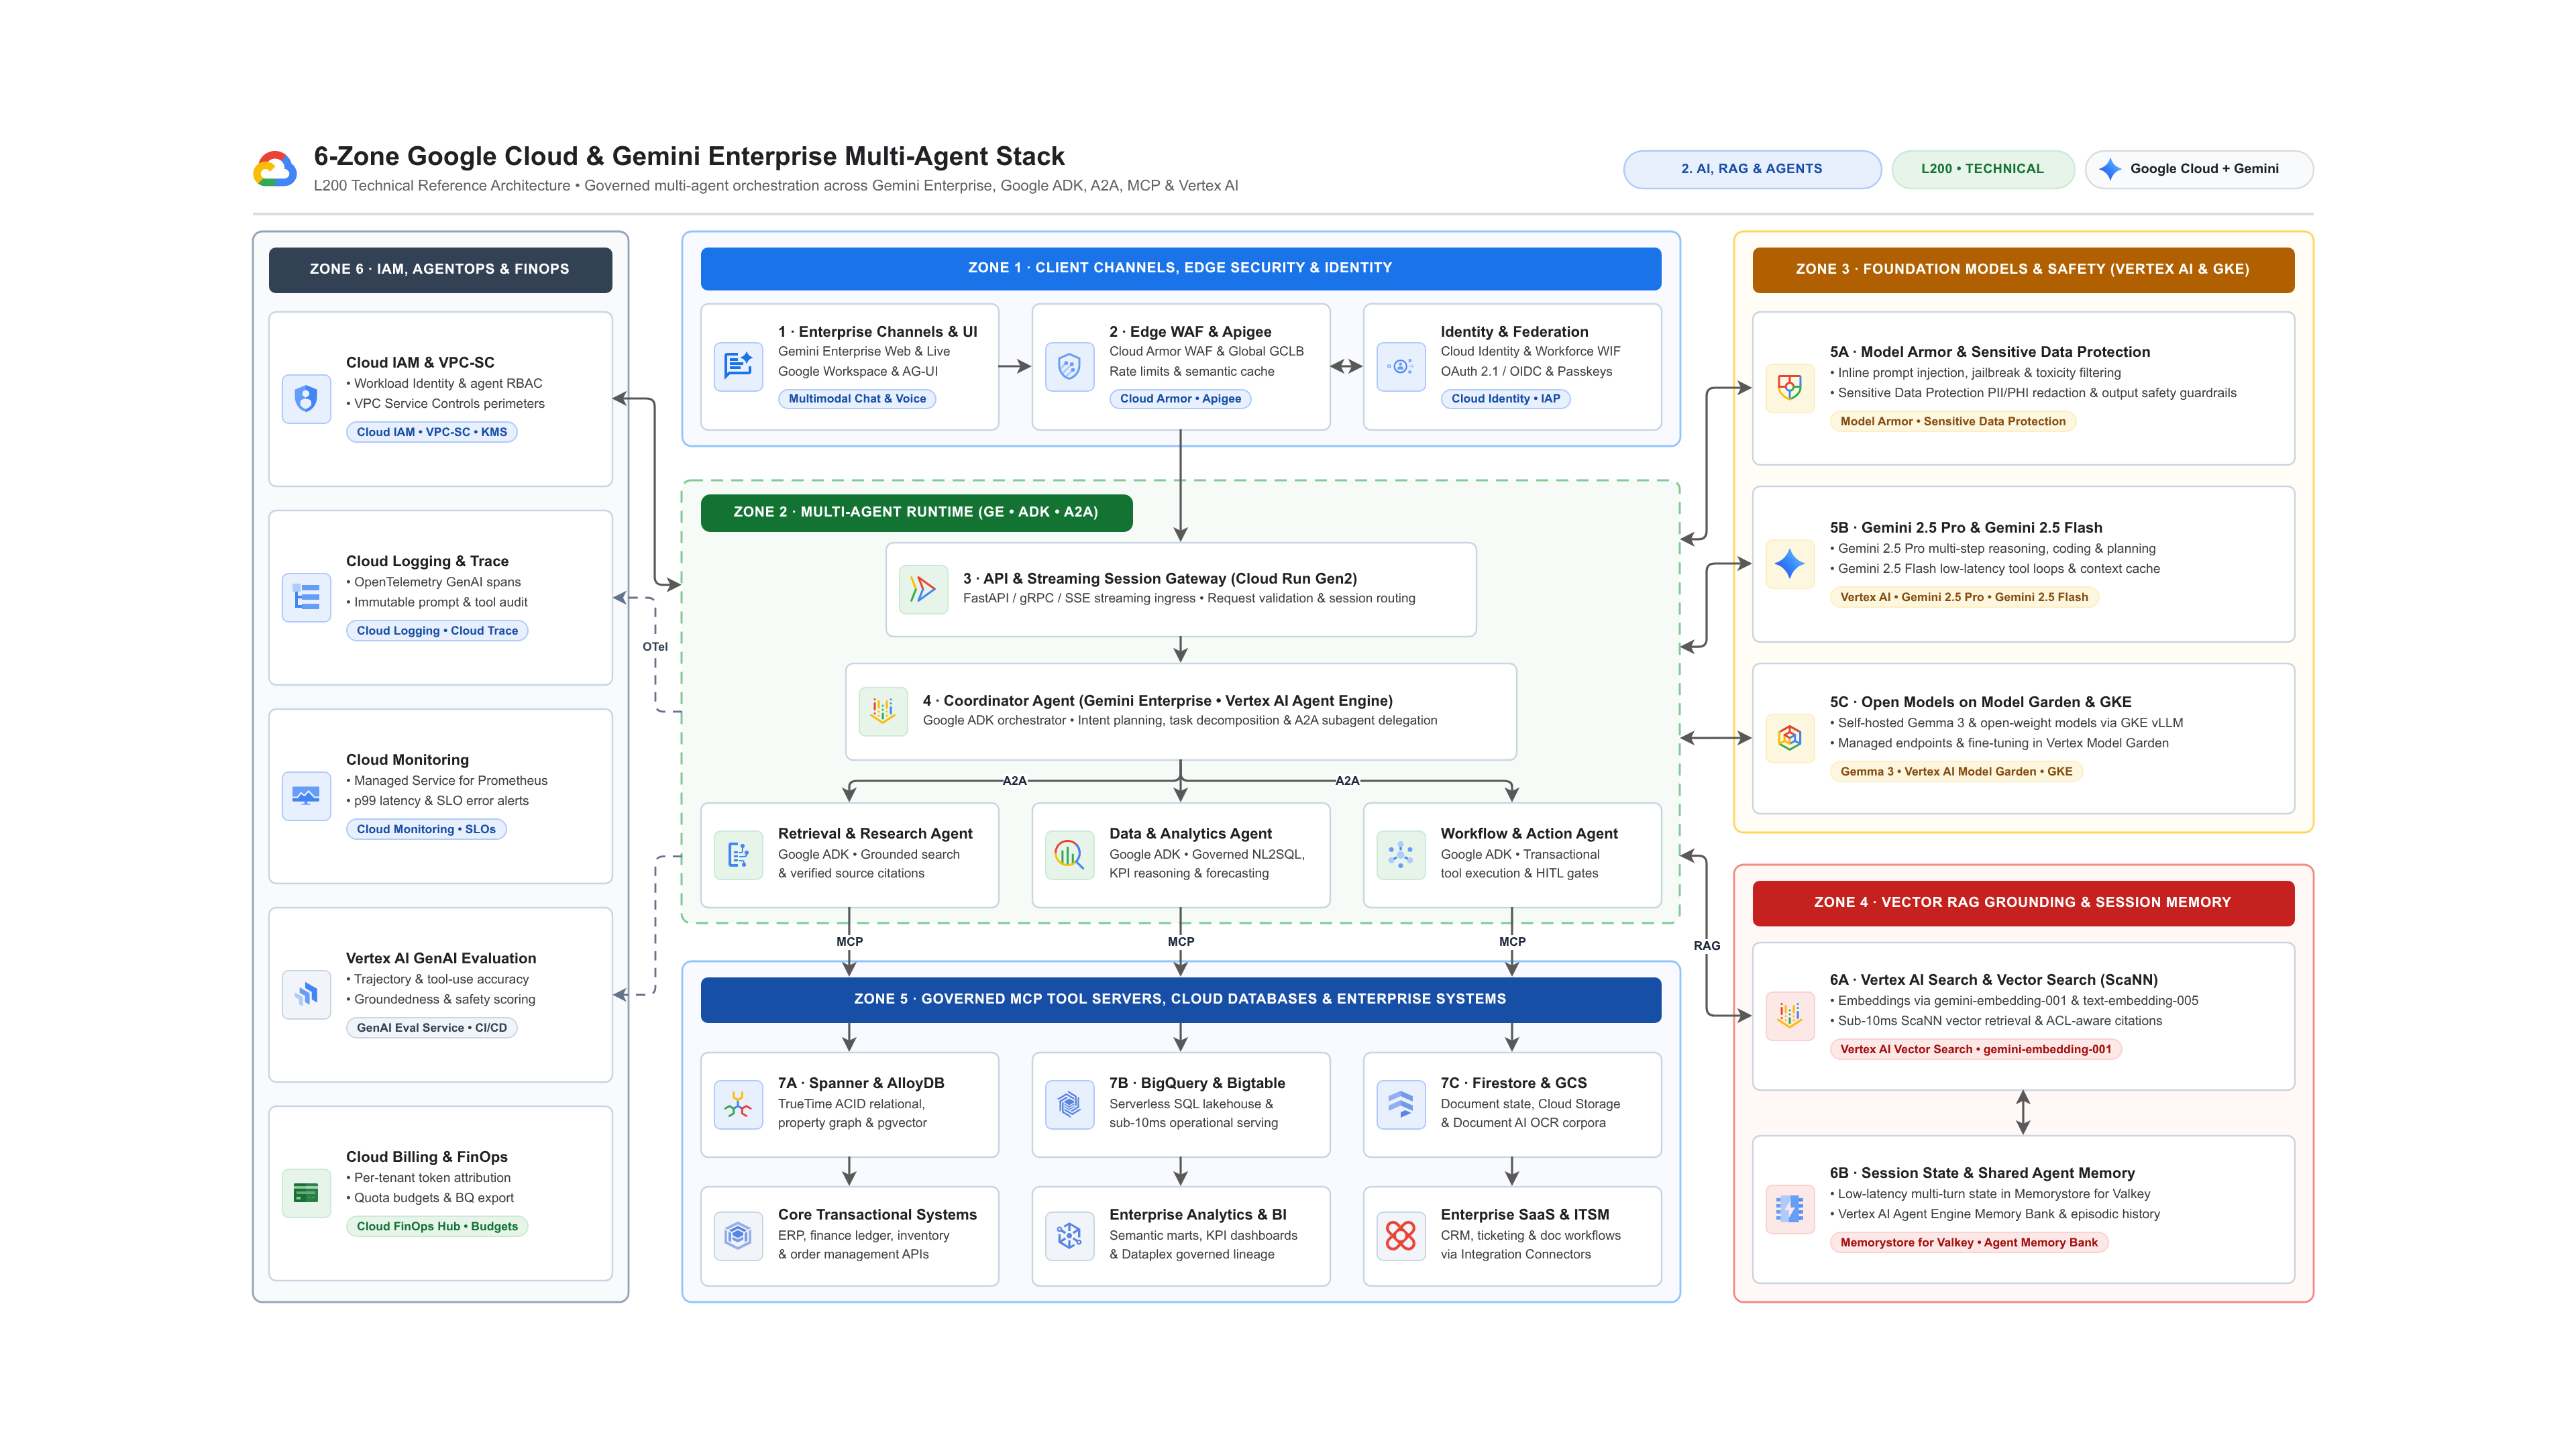 6-Zone Google Cloud & Gemini Enterprise Multi-Agent Stack
L200 Technical Reference Architecture • Governed multi-agent orchestration across Gemini Enterprise, Google ADK, A2A, MCP & Vertex AI
2. AI, RAG & AGENTS
L200 • TECHNICAL
Google Cloud + Gemini
ZONE 6 · IAM, AGENTOPS & FINOPS
Cloud IAM & VPC-SC
• Workload Identity & agent RBAC
• VPC Service Controls perimeters
Cloud IAM • VPC-SC • KMS
Cloud Logging & Trace
• OpenTelemetry GenAI spans
• Immutable prompt & tool audit
Cloud Logging • Cloud Trace
Cloud Monitoring
• Managed Service for Prometheus
• p99 latency & SLO error alerts
Cloud Monitoring • SLOs
Vertex AI GenAI Evaluation
• Trajectory & tool-use accuracy
• Groundedness & safety scoring
GenAI Eval Service • CI/CD
Cloud Billing & FinOps
• Per-tenant token attribution
• Quota budgets & BQ export
Cloud FinOps Hub • Budgets
OTel
ZONE 1 · CLIENT CHANNELS, EDGE SECURITY & IDENTITY
1 · Enterprise Channels & UI
Gemini Enterprise Web & Live
Google Workspace & AG-UI
Multimodal Chat & Voice
2 · Edge WAF & Apigee
Cloud Armor WAF & Global GCLB
Rate limits & semantic cache
Cloud Armor • Apigee
Identity & Federation
Cloud Identity & Workforce WIF
OAuth 2.1 / OIDC & Passkeys
Cloud Identity • IAP
ZONE 2 · MULTI-AGENT RUNTIME (GE • ADK • A2A)
3 · API & Streaming Session Gateway (Cloud Run Gen2)
FastAPI / gRPC / SSE streaming ingress • Request validation & session routing
4 · Coordinator Agent (Gemini Enterprise • Vertex AI Agent Engine)
Google ADK orchestrator • Intent planning, task decomposition & A2A subagent delegation
A2A
A2A
Retrieval & Research Agent
Google ADK • Grounded search
& verified source citations
Data & Analytics Agent
Google ADK • Governed NL2SQL,
KPI reasoning & forecasting
Workflow & Action Agent
Google ADK • Transactional
tool execution & HITL gates
MCP
MCP
MCP
ZONE 5 · GOVERNED MCP TOOL SERVERS, CLOUD DATABASES & ENTERPRISE SYSTEMS
7A · Spanner & AlloyDB
TrueTime ACID relational,
property graph & pgvector
7B · BigQuery & Bigtable
Serverless SQL lakehouse &
sub-10ms operational serving
7C · Firestore & GCS
Document state, Cloud Storage
& Document AI OCR corpora
Core Transactional Systems
ERP, finance ledger, inventory
& order management APIs
Enterprise Analytics & BI
Semantic marts, KPI dashboards
& Dataplex governed lineage
Enterprise SaaS & ITSM
CRM, ticketing & doc workflows
via Integration Connectors
ZONE 3 · FOUNDATION MODELS & SAFETY (VERTEX AI & GKE)
5A · Model Armor & Sensitive Data Protection
• Inline prompt injection, jailbreak & toxicity filtering
• Sensitive Data Protection PII/PHI redaction & output safety guardrails
Model Armor • Sensitive Data Protection
5B · Gemini 2.5 Pro & Gemini 2.5 Flash
• Gemini 2.5 Pro multi-step reasoning, coding & planning
• Gemini 2.5 Flash low-latency tool loops & context cache
Vertex AI • Gemini 2.5 Pro • Gemini 2.5 Flash
5C · Open Models on Model Garden & GKE
• Self-hosted Gemma 3 & open-weight models via GKE vLLM
• Managed endpoints & fine-tuning in Vertex Model Garden
Gemma 3 • Vertex AI Model Garden • GKE
RAG
ZONE 4 · VECTOR RAG GROUNDING & SESSION MEMORY
6A · Vertex AI Search & Vector Search (ScaNN)
• Embeddings via gemini-embedding-001 & text-embedding-005
• Sub-10ms ScaNN vector retrieval & ACL-aware citations
Vertex AI Vector Search • gemini-embedding-001
6B · Session State & Shared Agent Memory
• Low-latency multi-turn state in Memorystore for Valkey
• Vertex AI Agent Engine Memory Bank & episodic history
Memorystore for Valkey • Agent Memory Bank